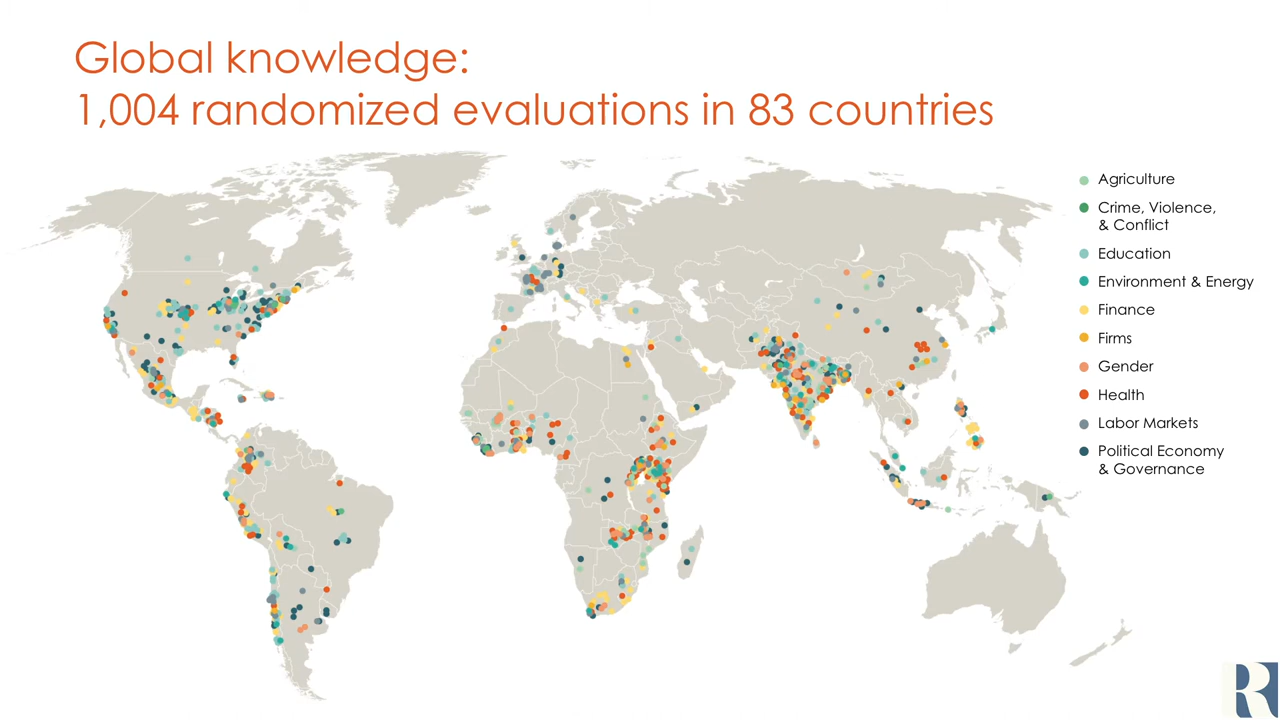 Global knowledge:
1,004 randomized evaluations in 83 countries
Agriculture
Crime, Violence,
& Conflict
Education
Environment & Energy
Finance
Firms
Gender
Health
Labor Markets
Political Economy
& Governance
R